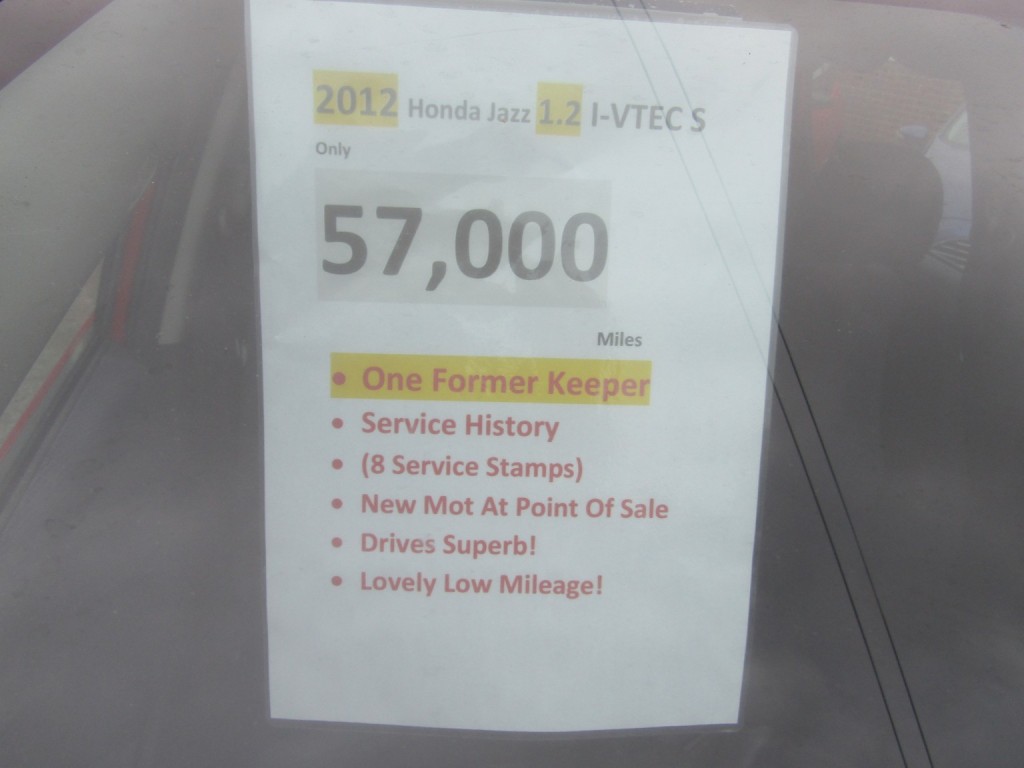 2012 Honda Jazz 1.2 I-VTEC S
Only
57,000
Miles
• One Former Keeper
• Service History
• (8 Service Stamps)
• New Mot At Point Of Sale
• Drives Superb!
• Lovely Low Mileage!